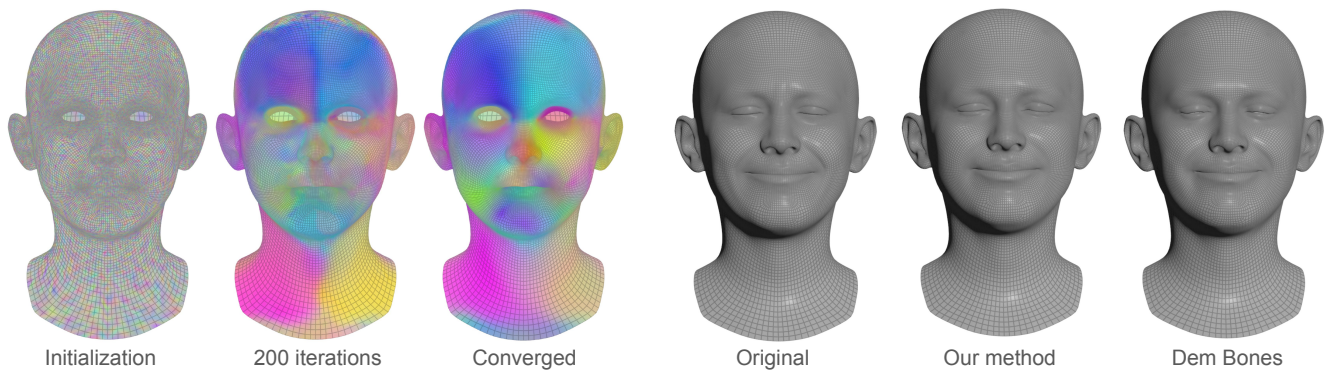 Initialization
200 iterations
Converged
Original
Our method
Dem Bones